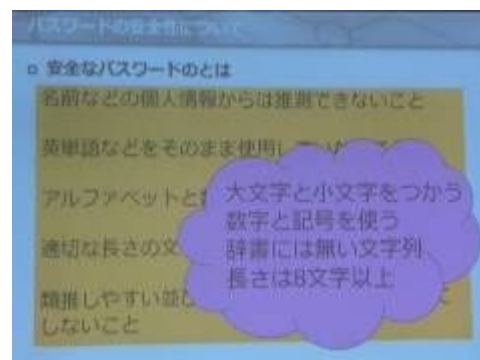 パスワードの安全性について
安全なパスワードのとは
名前などの個人情報からは推測できないこと
英単語などをそのまま使用し
アルファベットと
適切な長さの文
類推しやすい並び
しないこと
大文字と小文字をつかう
数字と記号を使う
辞書には無い文字列
長さは8文字以上